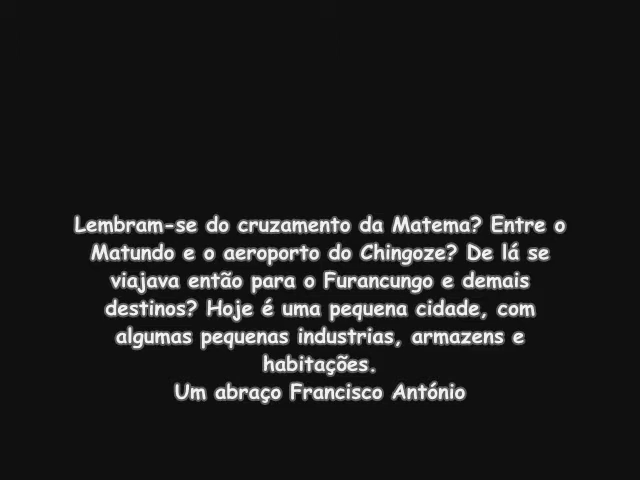 Lembram-se do cruzamento da Matema? Entre o
Matundo e o aeroporto do Chingoze? De lá se
viajava então para o Furancungo e demais
destinos? Hoje é uma pequena cidade, com
algumas pequenas industrias, armazens e
habitações.
Um abraço Francisco António